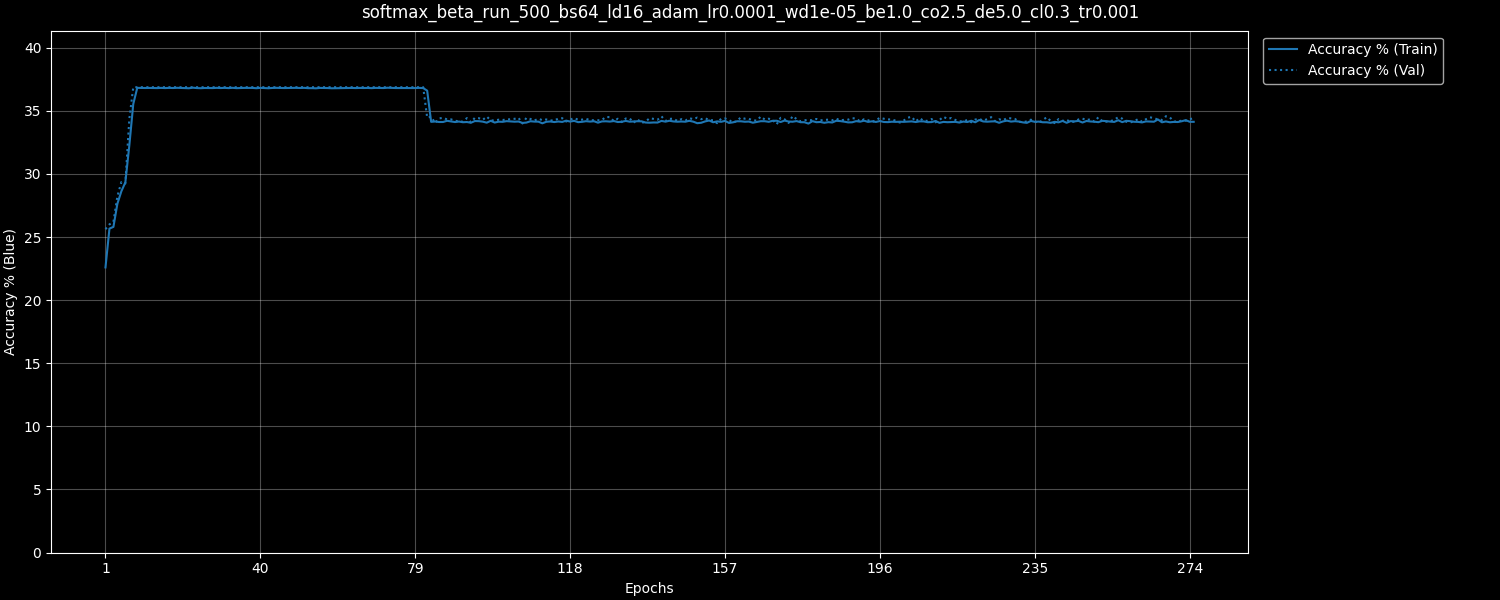 softmax_beta_run_500_bs64_ld16_adam_lr0.0001_wd1e-05_be1.0_co2.5_de5.0_cl0.3_tr0.001
Accuracy % (Train)
Accuracy % (Val)
40
35
30
25
20
15
10
5
0
Accuracy % (Blue)
1 40 79 118 157 196 235 274
Epochs